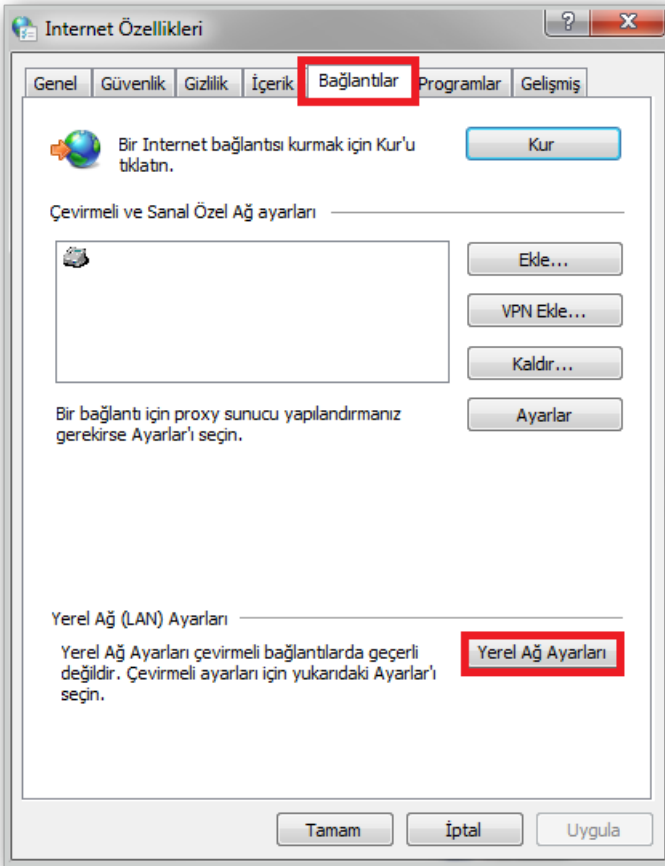 Internet Özellikleri
Genel Güvenlik Gizlilik İçerik Bağlantılar Programlar Gelişmiş
Bir Internet bağlantısı kurmak için Kur'u
tıklatın.
Kur
Çevirmeli ve Sanal Özel Ağ ayarları
Ekle...
VPN Ekle...
Kaldır...
Bir bağlantı için proxy sunucu yapılandırmanız
gerekirse Ayarlar'ı seçin.
Ayarlar
Yerel Ağ (LAN) Ayarları
Yerel Ağ Ayarları çevirmeli bağlantılarda geçerli
değildir. Çevirmeli ayarları için yukarıdaki Ayarlar'ı
seçin.
Yerel Ağ Ayarları
Tamam İptal Uygula